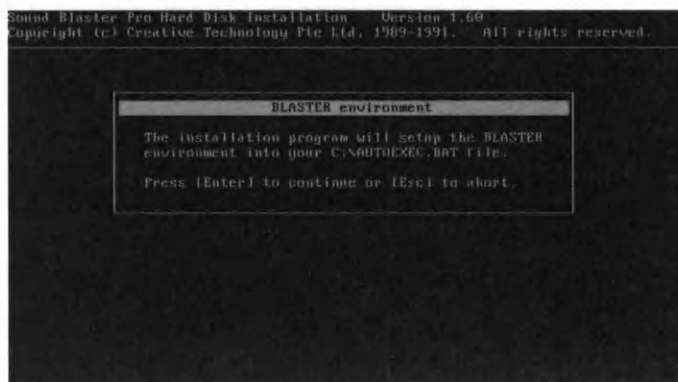 Sound Blaster Pro Hard Disk Installation Version 1.60
Copyright (c) Creative Technology Pte Ltd, 1989-1991. All rights reserved.
BLASTER environment
The installation program will setup the BLASTER
environment into your C:\AUTOEXEC.BAT file.
Press [Enter] to continue or [Esc] to abort.